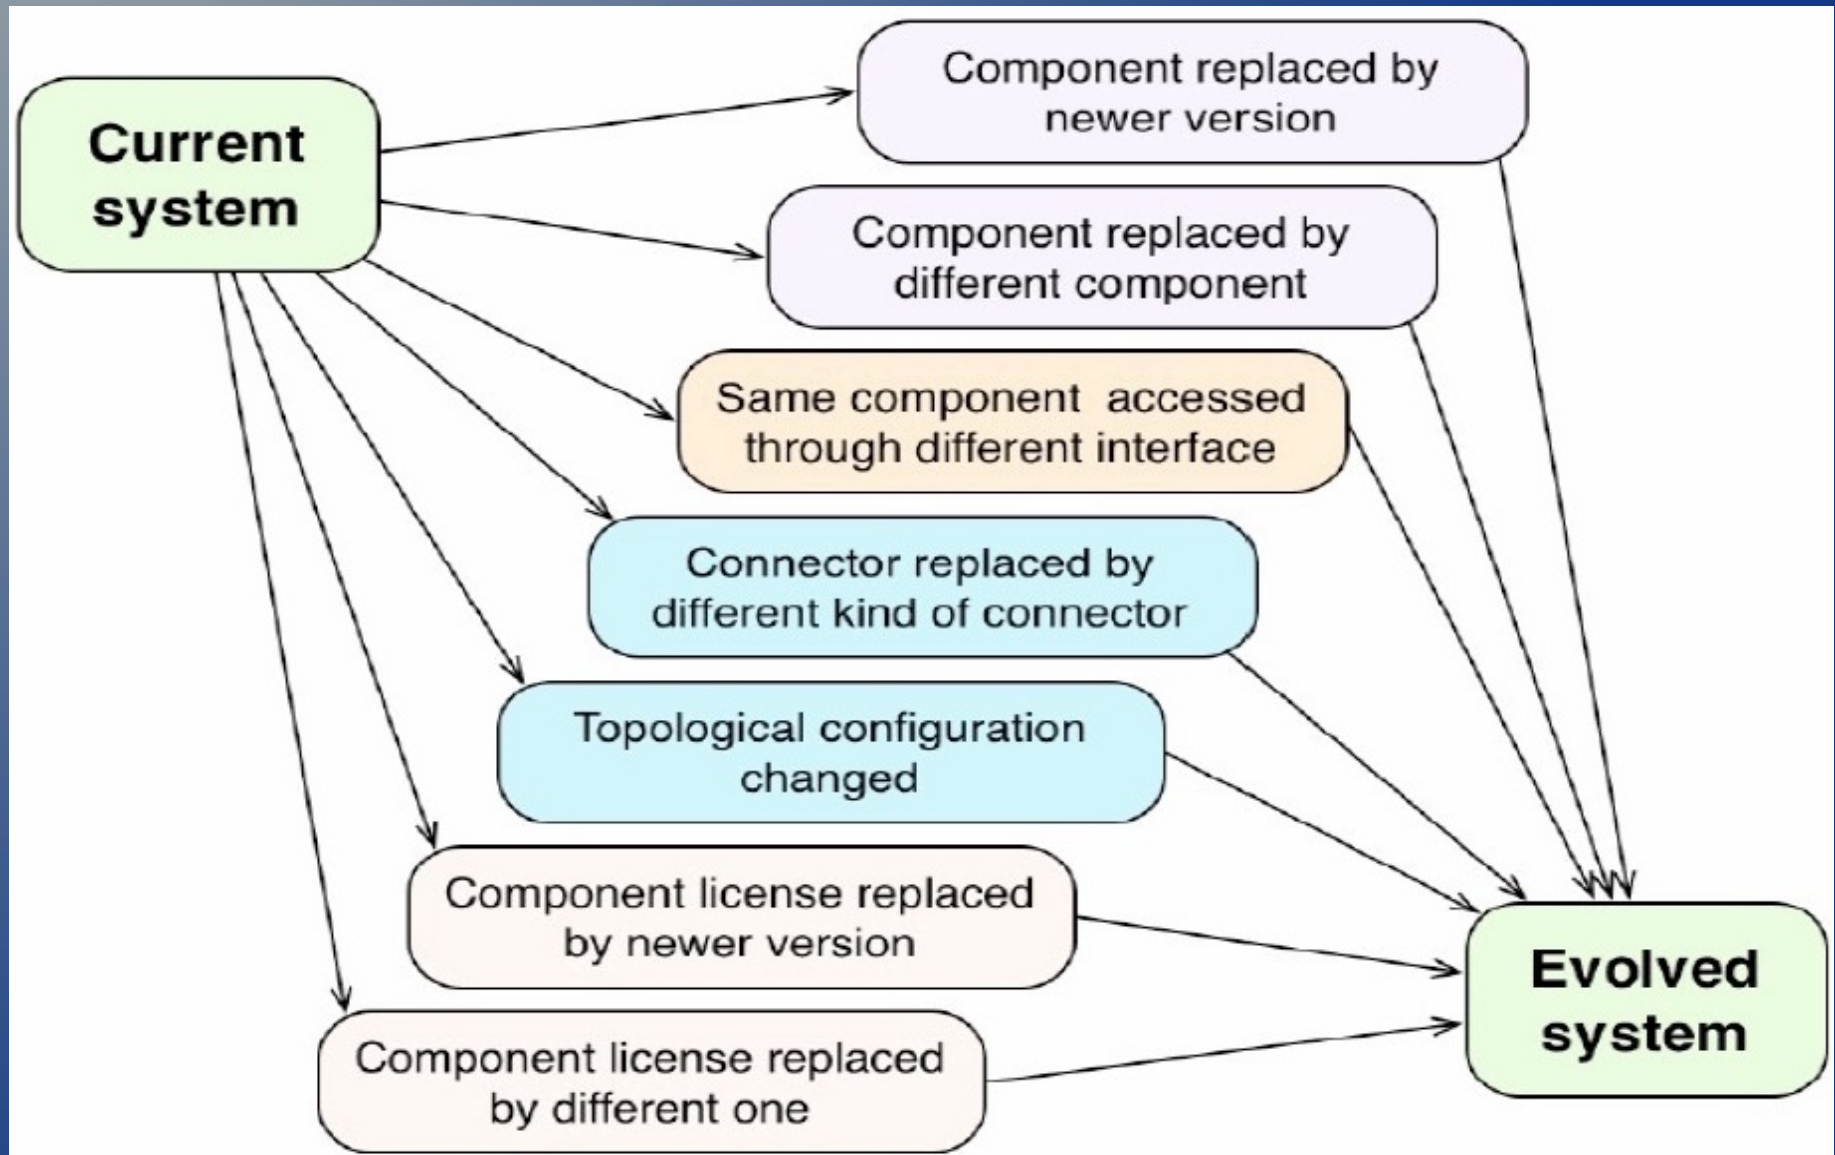 Current
system
Component replaced by
newer version
Component replaced by
different component
Same component accessed
through different interface
Connector replaced by
different kind of connector
Topological configuration
changed
Component license replaced
by newer version
Component license replaced
by different one
Evolved
system